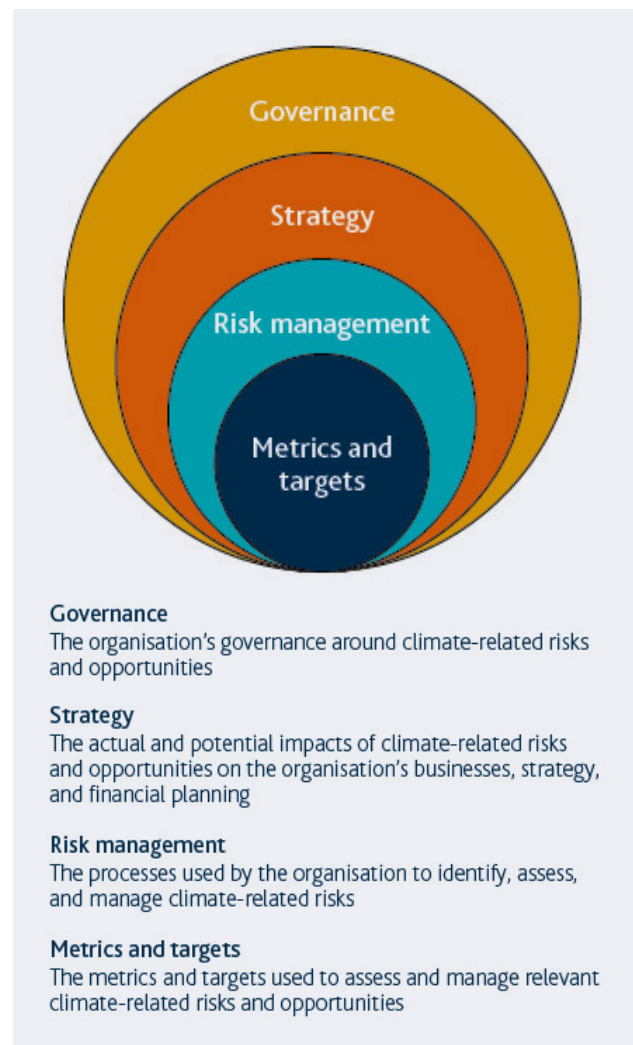 Governance
Strategy
Risk management
Metrics and
targets
Governance
The organisation’s governance around climate-related risks
and opportunities
Strategy
The actual and potential impacts of climate-related risks
and opportunities on the organisation’s businesses, strategy,
and financial planning
Risk management
The processes used by the organisation to identify, assess,
and manage climate-related risks
Metrics and targets
The metrics and targets used to assess and manage relevant
climate-related risks and opportunities